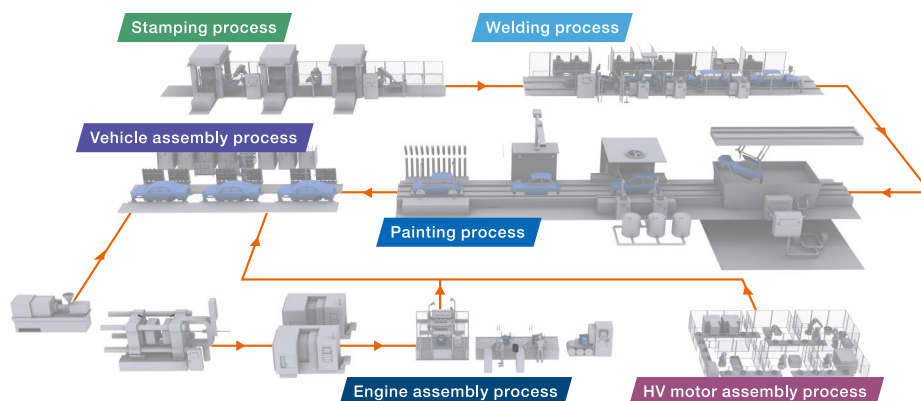 Stamping process
Welding process
Vehicle assembly process
Painting process
Engine assembly process
HV motor assembly process